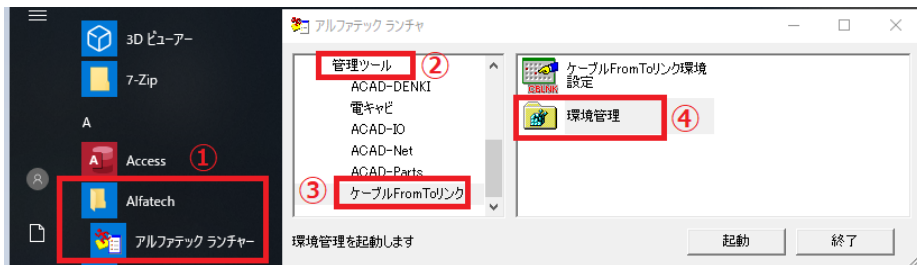 3D ビューアー
7-Zip
A
Access
①
Alfatech
アルファテック ランチャー
アルファテック ランチャ
管理ツール
②
ACAD-DENKI
電キャビ
ACAD-IO
ACAD-Net
ACAD-Parts
③
ケーブルFromToリンク
CBLINK
ケーブルFromToリンク環境
設定
環境管理
④
環境管理を起動します
起動
終了